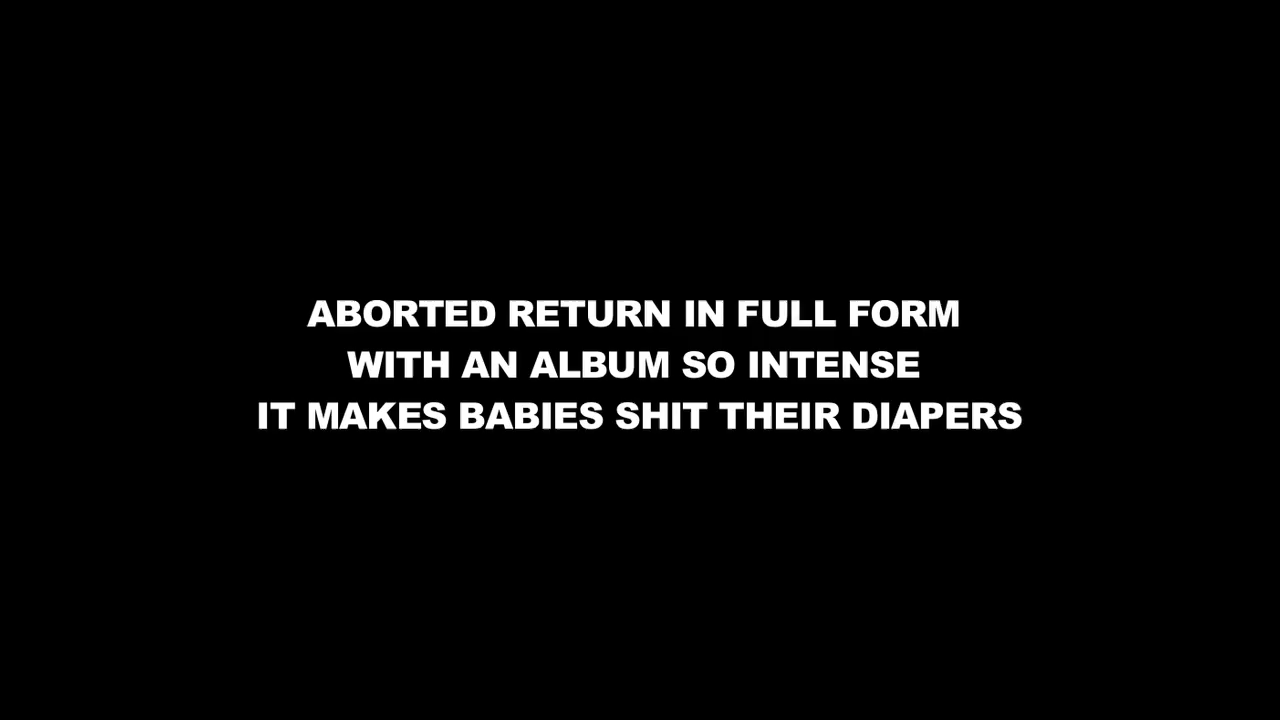 ABORTED RETURN IN FULL FORM
WITH AN ALBUM SO INTENSE
IT MAKES BABIES SHIT THEIR DIAPERS